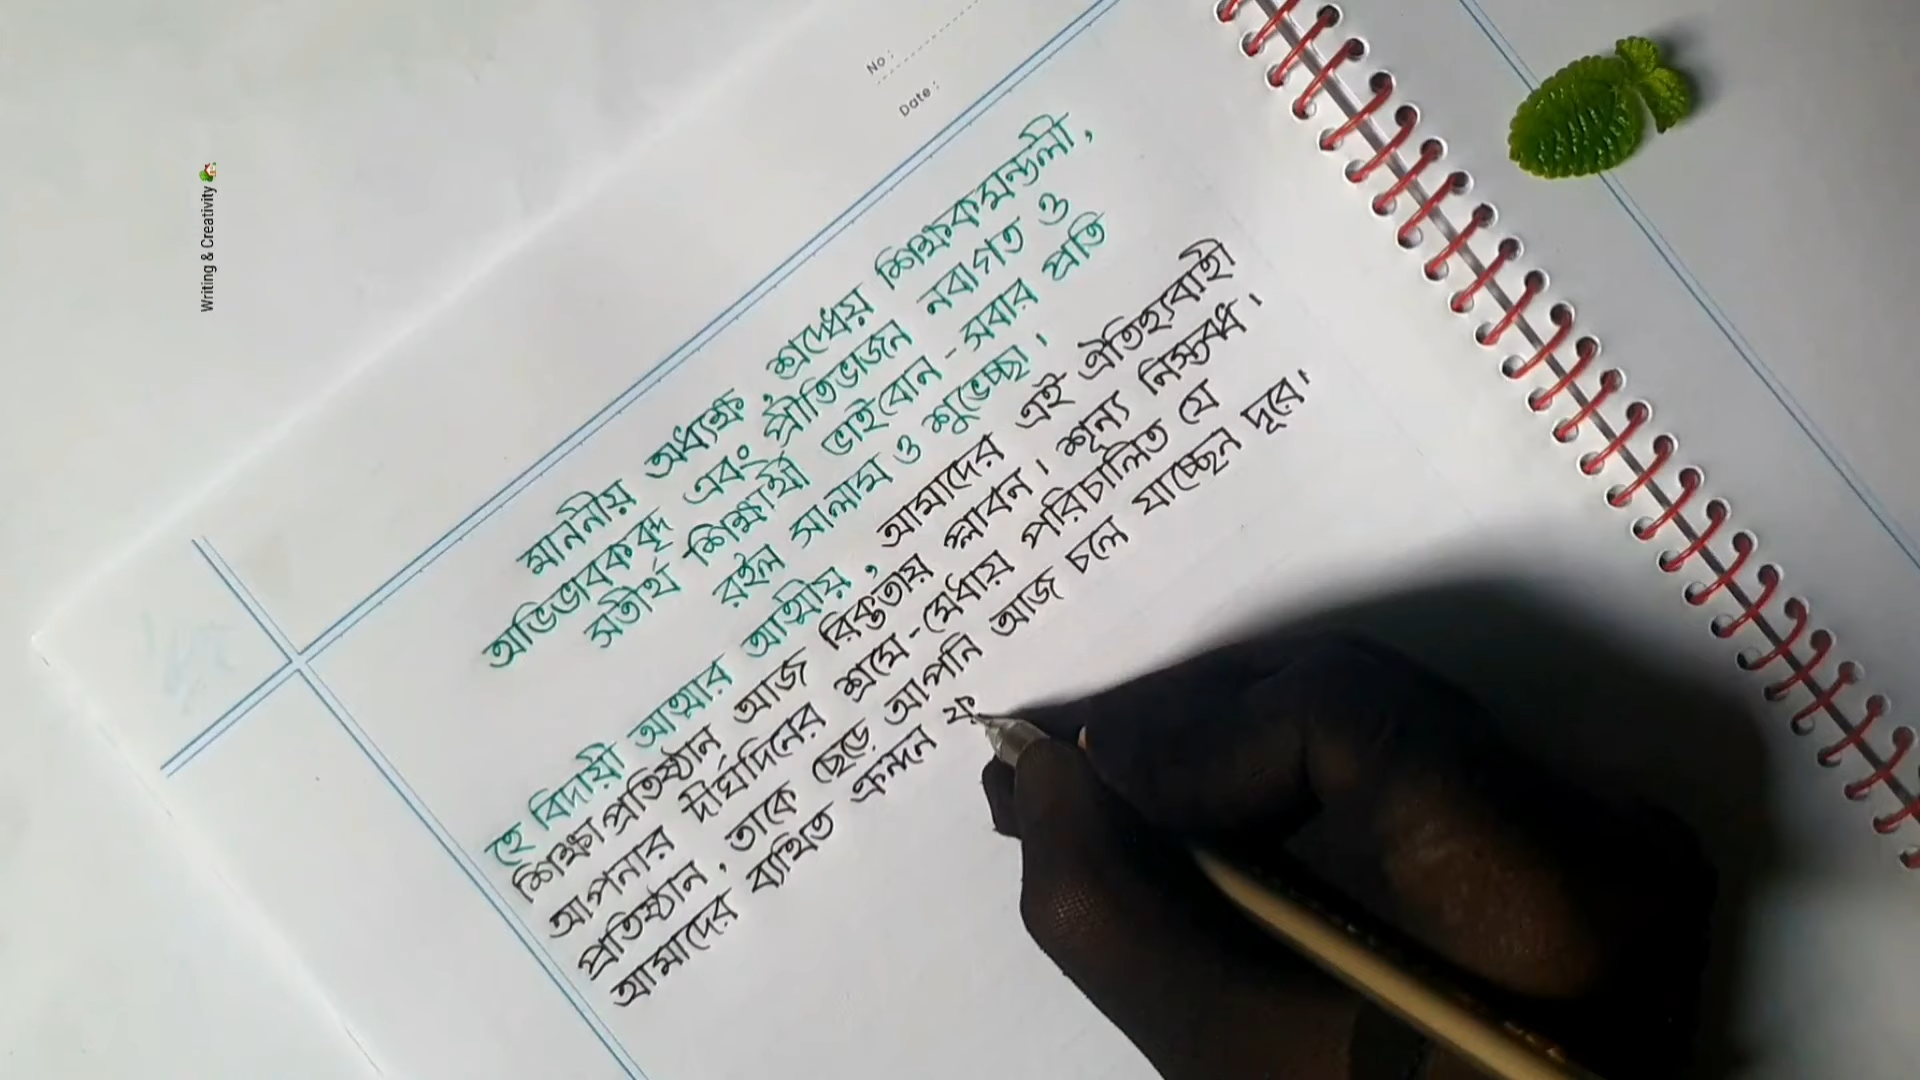 Writing & Creativity
No :
Date :
মাননীয় অধ্যক্ষ, শ্রদ্ধেয় শিক্ষকমন্ডলী,
অভিভাবকবৃন্দ এবং প্রীতিভাজন নবাগত ও
সতীর্থ শিক্ষার্থী ভাইবোন - সবার প্রতি
রইল সালাম ও শুভেচ্ছা।
হে বিদায়ী আত্মার আত্মীয়, আমাদের এই ঐতিহ্যবাহী
শিক্ষাপ্রতিষ্ঠান আজ রিক্ততায় প্লাবন। শূন্য নিস্তব্ধ।
আপনার দীর্ঘদিনের শ্রমে-মেধায় পরিচালিত যে
প্রতিষ্ঠান, তাকে ছেড়ে আপনি আজ চলে যাচ্ছেন দূরে।
আমাদের ব্যথিত ক্রন্দন